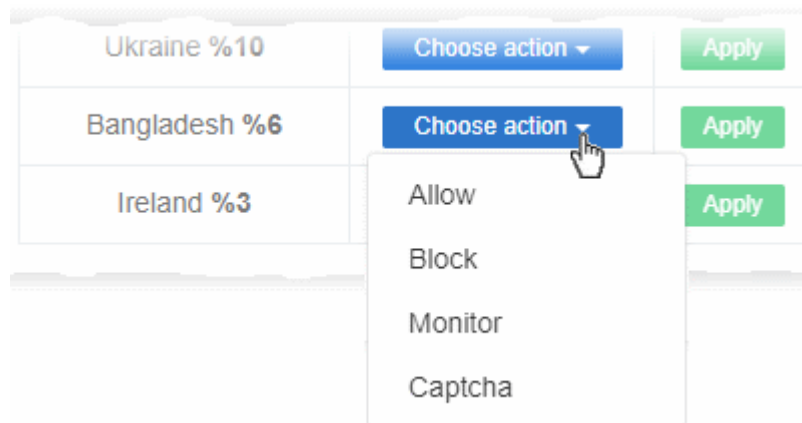 Ukraine %10 Choose action Apply
Bangladesh %6 Choose action Apply
Ireland %3 Apply
Allow
Block
Monitor
Captcha